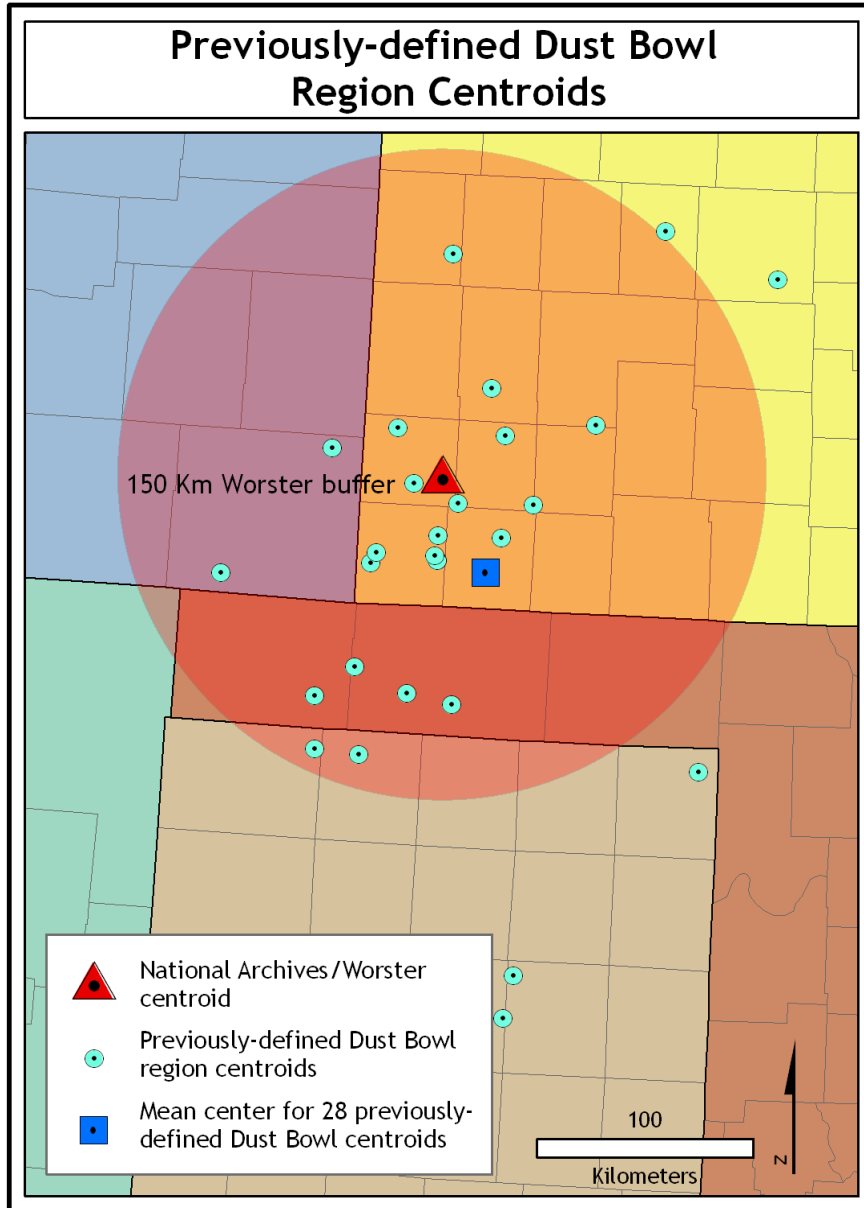 Previously-defined Dust Bowl
Region Centroids
150 Km Worster buffer
National Archives/Worster
centroid
Previously-defined Dust Bowl
region centroids
Mean center for 28 previously-
defined Dust Bowl centroids
100
Kilometers
N